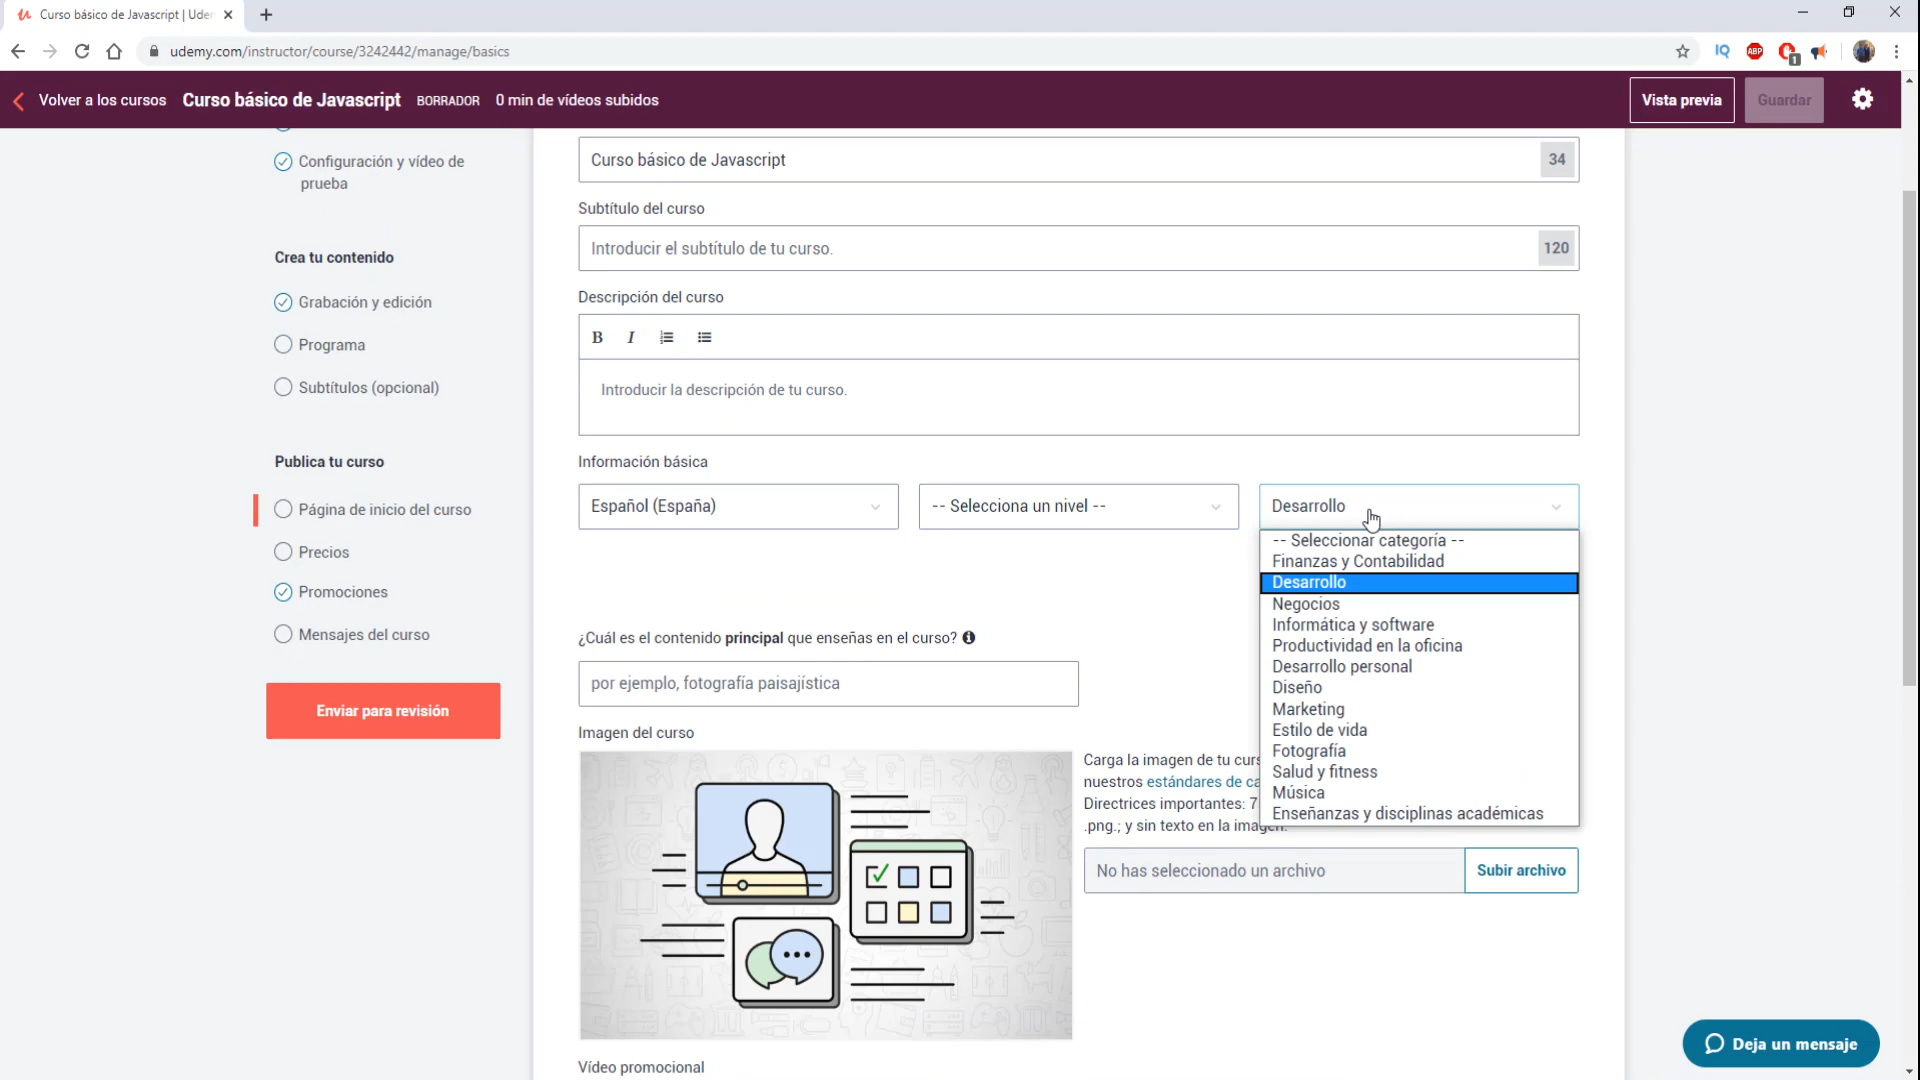 Curso básico de Javascript | Uden
udemy.com/instructor/course/3242442/manage/basics
IQ
ABP
1
Volver a los cursos
Curso básico de Javascript
BORRADOR
0 min de vídeos subidos
Vista previa
Guardar
Configuración y vídeo de
prueba
Crea tu contenido
Grabación y edición
Programa
Subtítulos (opcional)
Publica tu curso
Página de inicio del curso
Precios
Promociones
Mensajes del curso
Enviar para revisión
Curso básico de Javascript
34
Subtítulo del curso
Introducir el subtítulo de tu curso.
120
Descripción del curso
B I
Introducir la descripción de tu curso.
Información básica
Español (España)
-- Selecciona un nivel --
Desarrollo
-- Seleccionar categoría --
Finanzas y Contabilidad
Desarrollo
Negocios
Informática y software
Productividad en la oficina
Desarrollo personal
Diseño
Marketing
Estilo de vida
Fotografía
Salud y fitness
Música
Enseñanzas y disciplinas académicas
¿Cuál es el contenido principal que enseñas en el curso?
por ejemplo, fotografía paisajística
Imagen del curso
Carga la imagen de tu curs
nuestros estándares de ca
Directrices importantes: 7
.png.; y sin texto en la imagen.
No has seleccionado un archivo
Subir archivo
Vídeo promocional
Deja un mensaje